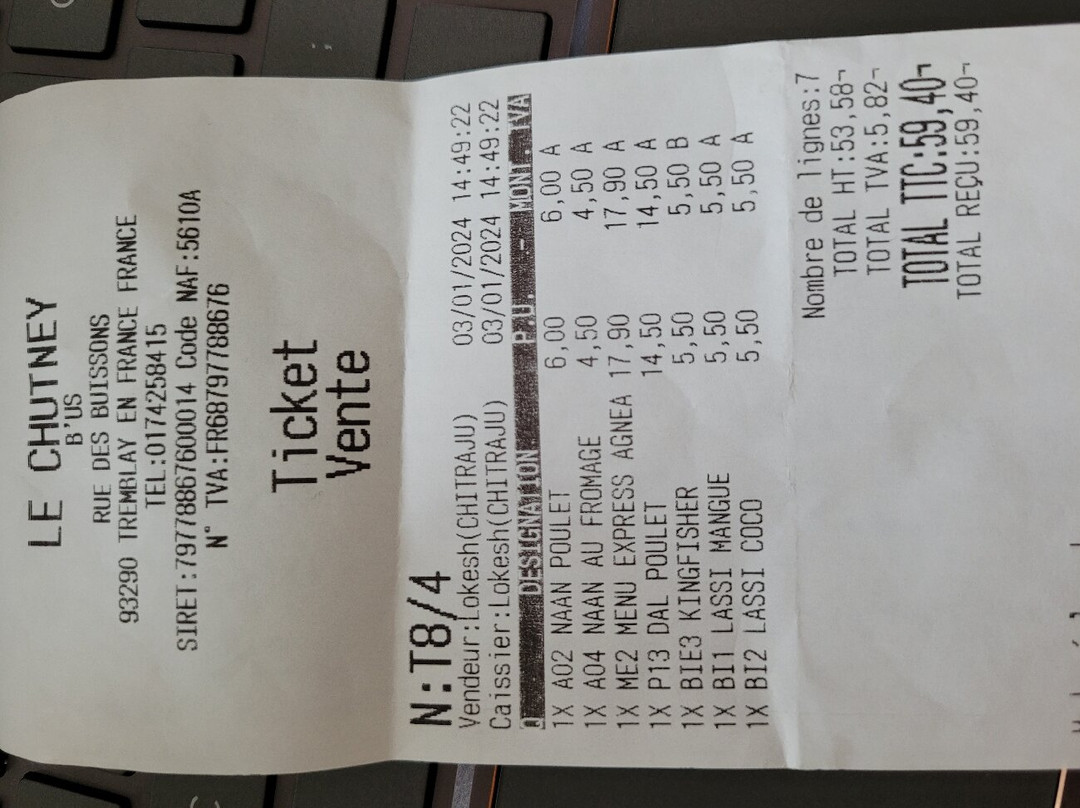 LE CHUTNEY
B'US
RUE DES BUISSONS
93290 TREMBLAY EN FRANCE FRANCE
TEL:0174258415
SIRET:79778867600014 Code NAF:5610A
N° TVA:FR68797788676
Ticket
Vente
N:T8/4
Vendeur:Lokesh(CHITRAJU) 03/01/2024 14:49:22
Caissier:Lokesh(CHITRAJU) 03/01/2024 14:49:22
Q DESIGNATION P.U. - MONT. TVA
1X A02 NAAN POULET 6,00 6,00 A
1X A04 NAAN AU FROMAGE 4,50 4,50 A
1X ME2 MENU EXPRESS AGNEA 17,90 17,90 A
1X P13 DAL POULET 14,50 14,50 A
1X BIE3 KINGFISHER 5,50 5,50 B
1X BI1 LASSI MANGUE 5,50 5,50 A
1X BI2 LASSI COCO 5,50 5,50 A
Nombre de lignes:7
TOTAL HT:53,58¬
TOTAL TVA:5,82¬
TOTAL TTC:59,40¬
TOTAL REÇU:59,40¬